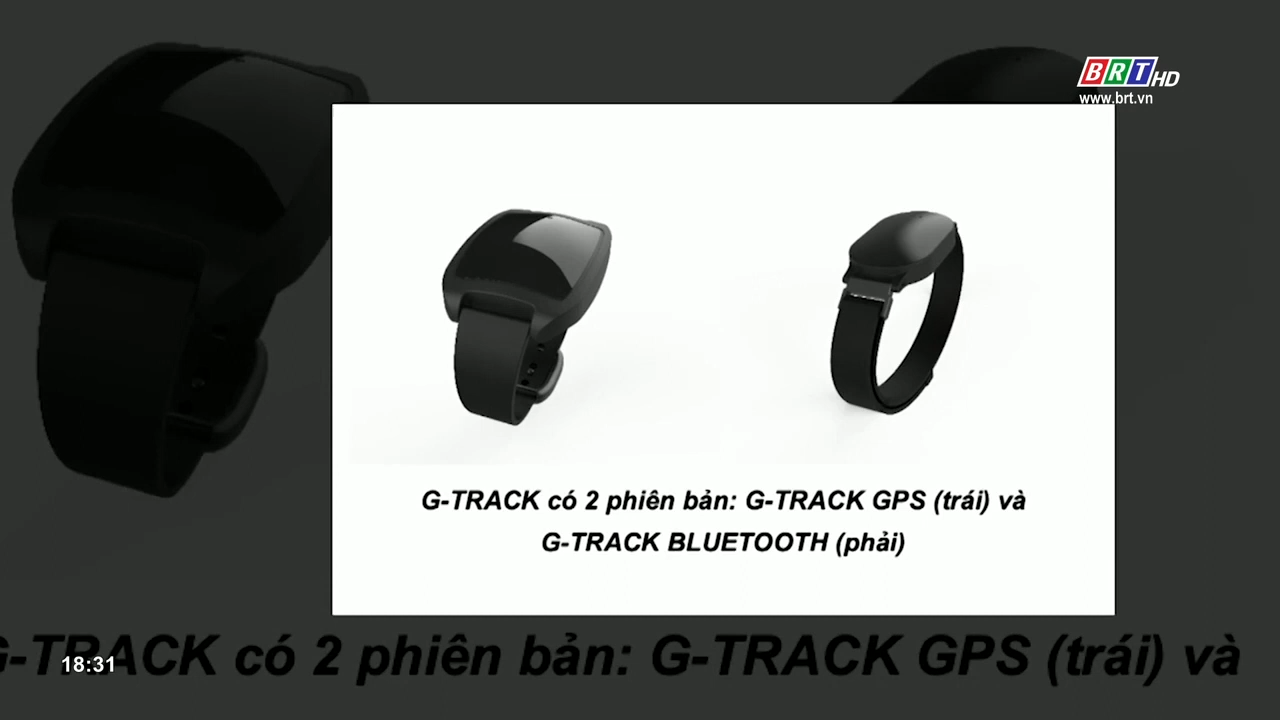 BRT HD
www.brt.vn
G-TRACK có 2 phiên bản: G-TRACK GPS (trái) và
G-TRACK BLUETOOTH (phải)
G-TRACK có 2 phiên bản: G-TRACK GPS (trái) và
18:31